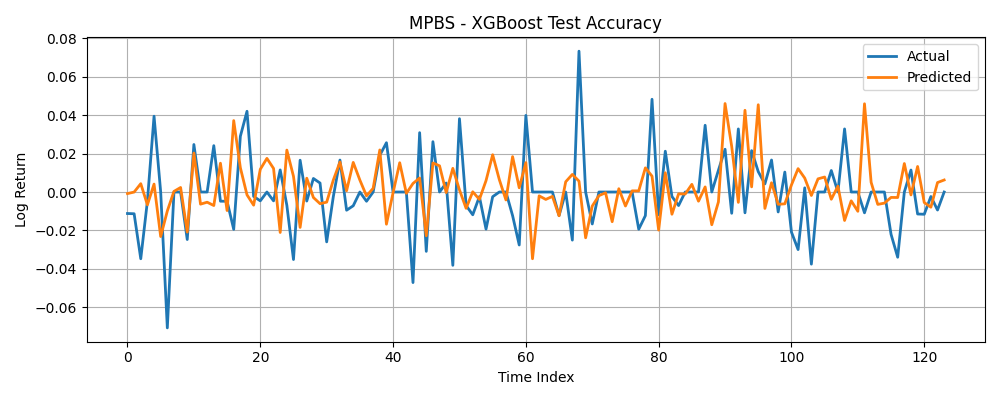 MPBS - XGBoost Test Accuracy
0.08
0.06
0.04
0.02
0.00
−0.02
−0.04
−0.06
Log Return
Actual
Predicted
0 20 40 60 80 100 120
Time Index